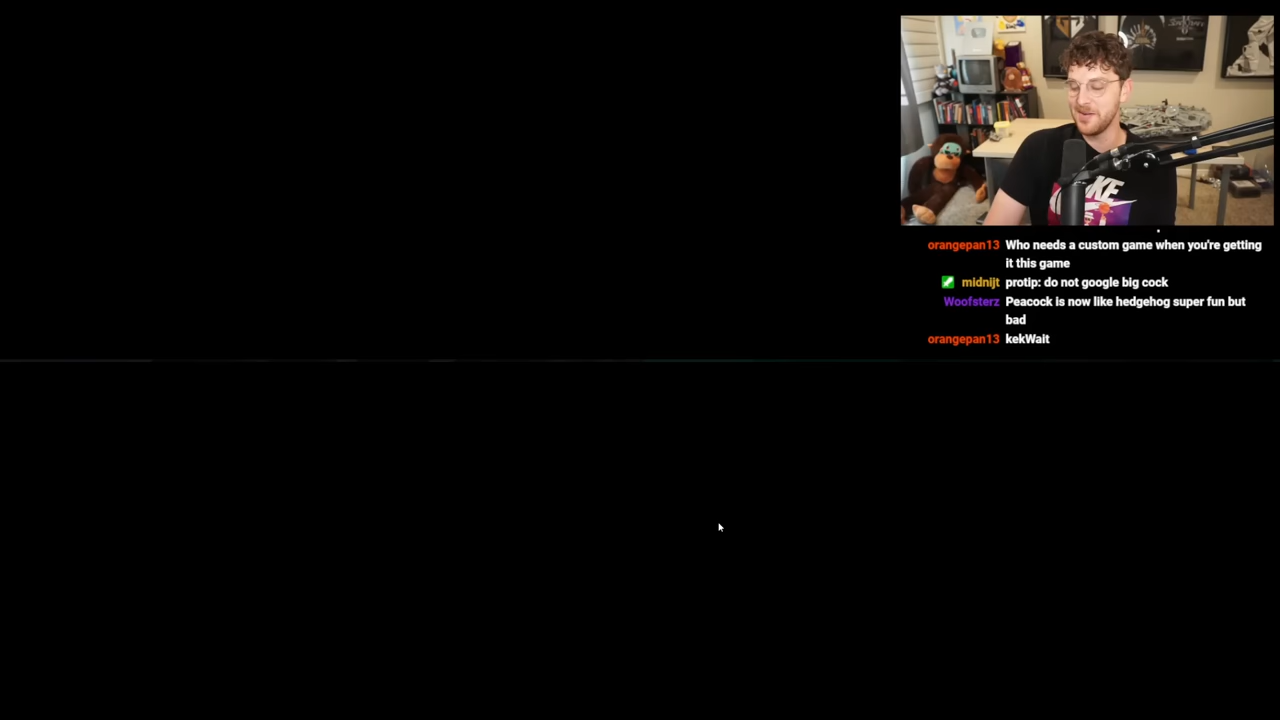 orangepan13 Who needs a custom game when you're getting
it this game
midnijt protip: do not google big cock
Woofsterz Peacock is now like hedgehog super fun but
bad
orangepan13 kekWait